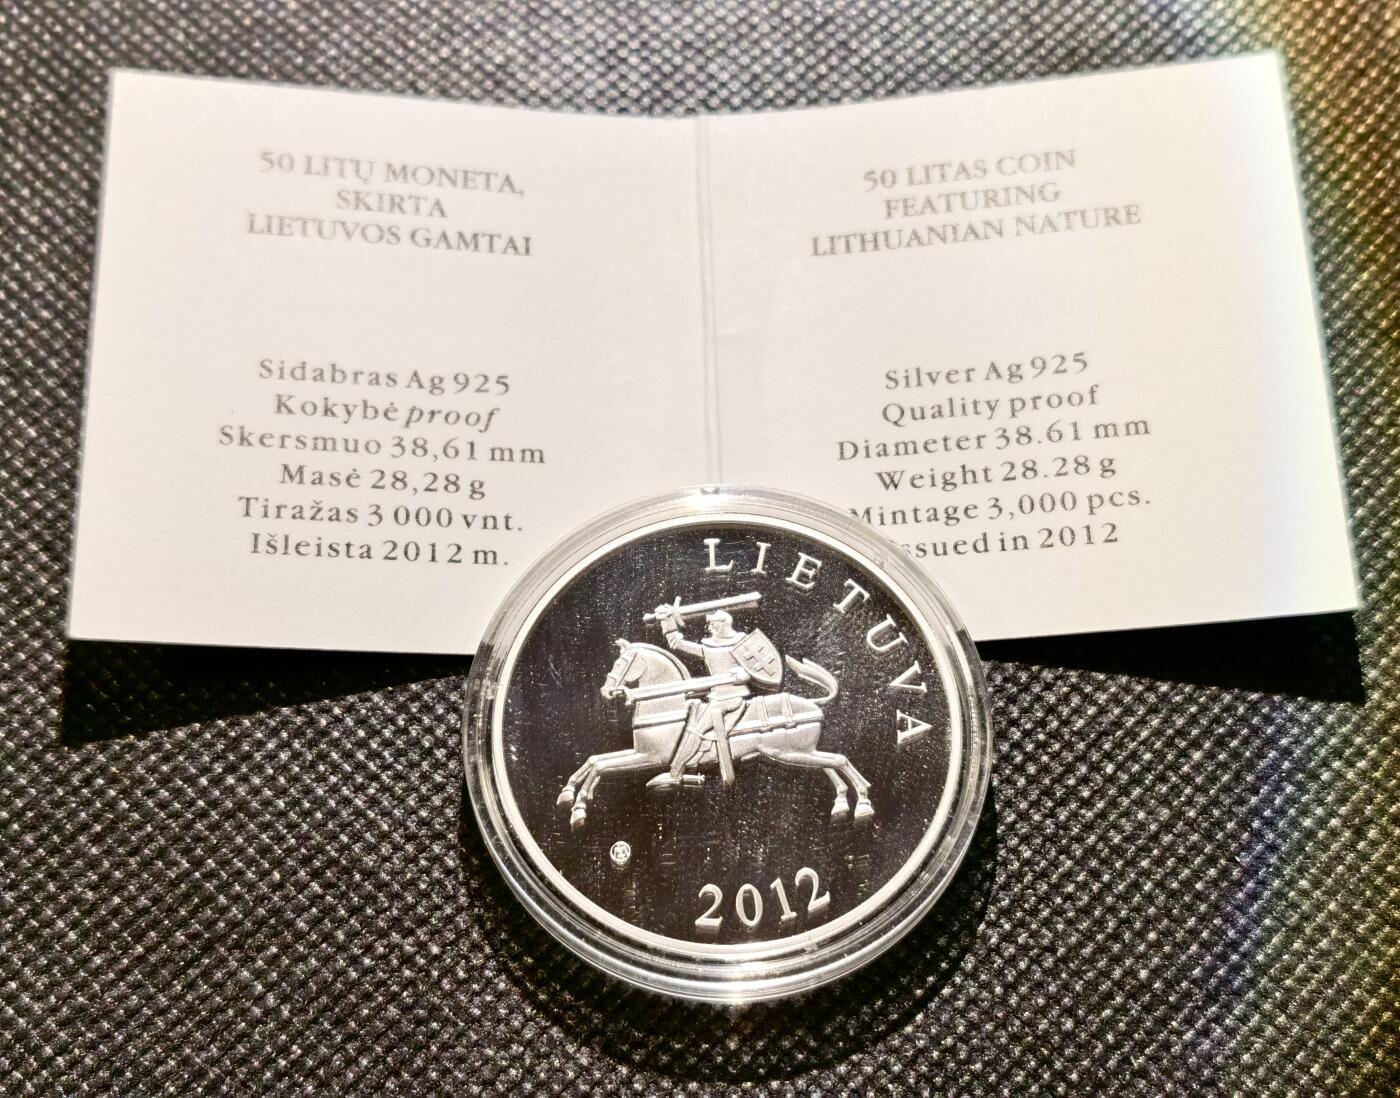 50 LITŲ MONETA,
SKIRTA
LIETUVOS GAMTAI
Sidabras Ag 925
Kokybė proof
Skersmuo 38,61 mm
Masė 28,28 g
Tiražas 3 000 vnt.
Išleista 2012 m.
50 LITAS COIN
FEATURING
LITHUANIAN NATURE
Silver Ag 925
Quality proof
Diameter 38.61 mm
Weight 28.28 g
Mintage 3,000 pcs.
ssued in 2012
LIETUVA
2012